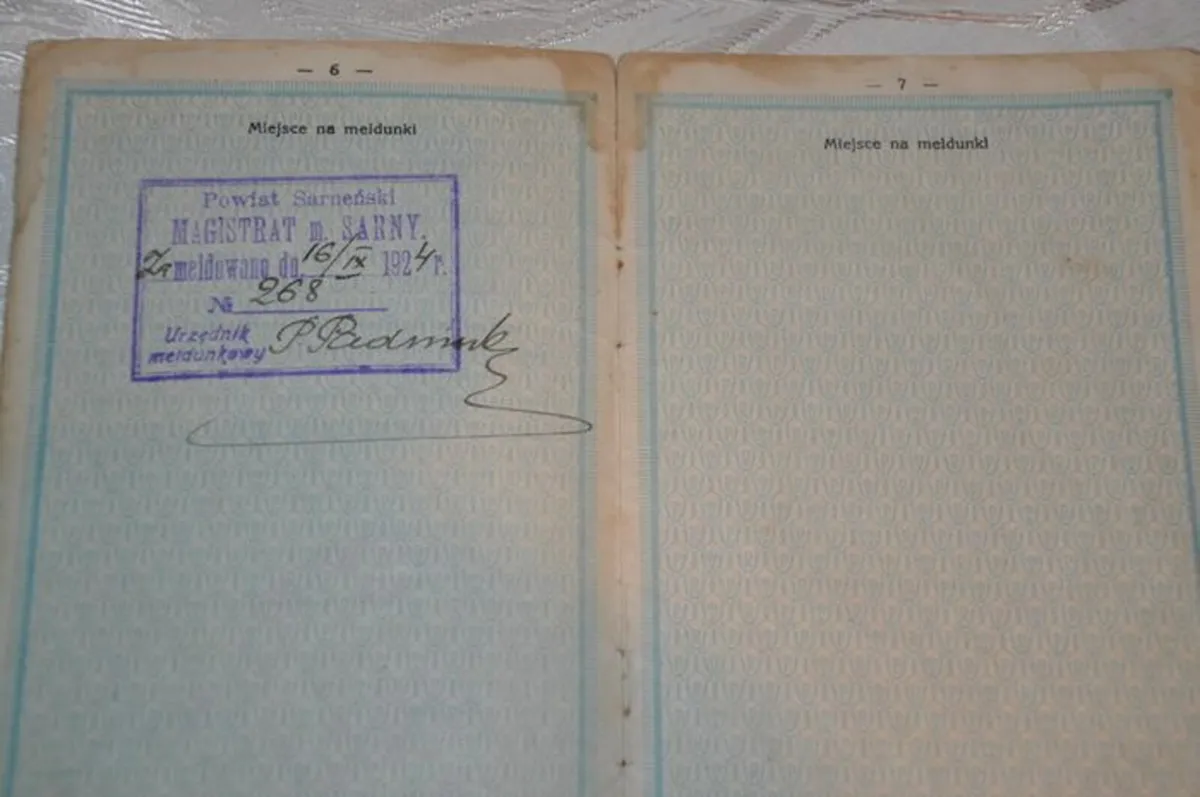 — 6 —
Miejsce na meldunki
Powiat Sarneński
MAGISTRAT m. SARNY.
Zameldowano dn. 16/IX 1924 r.
№ 268
Urzędnik
meldunkowy
— 7 —
Miejsce na meldunki